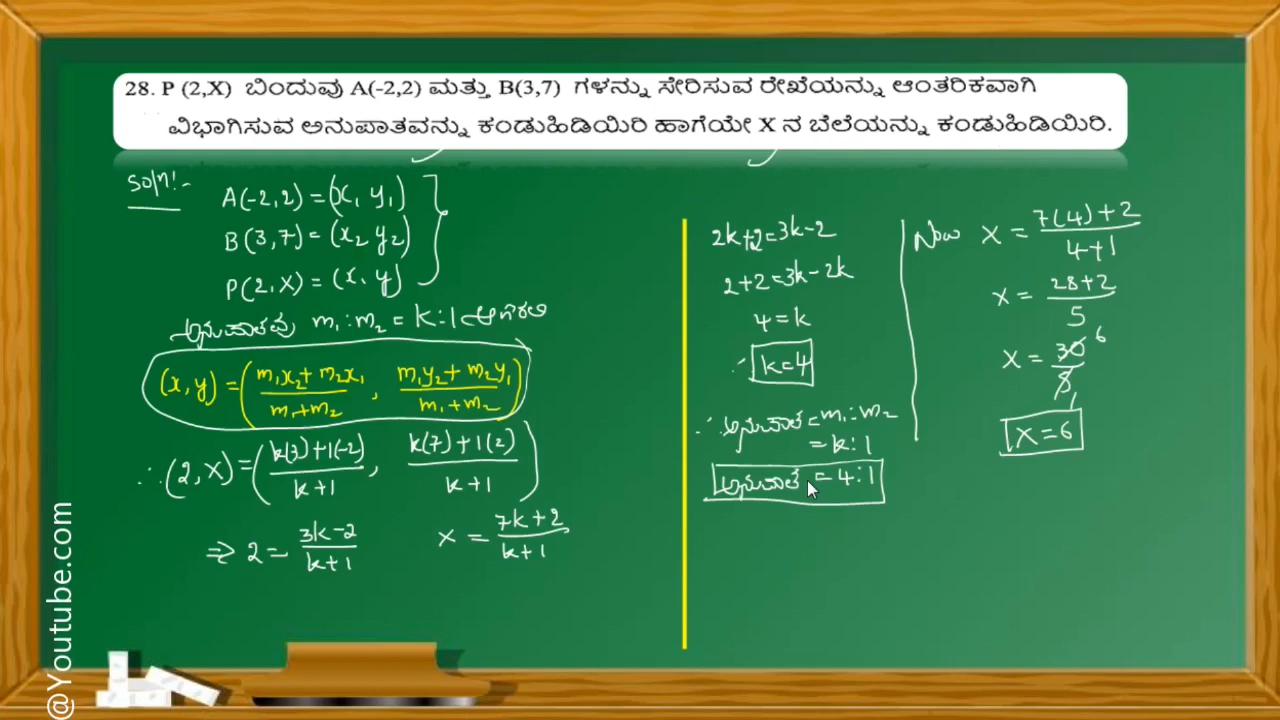 28. P (2,X) ಬಿಂದುವು A(-2,2) ಮತ್ತು B(3,7) ಗಳನ್ನು ಸೇರಿಸುವ ರೇಖೆಯನ್ನು ಆಂತರಿಕವಾಗಿ
ವಿಭಾಗಿಸುವ ಅನುಪಾತವನ್ನು ಕಂಡುಹಿಡಿಯಿರಿ ಹಾಗೆಯೇ X ನ ಬೆಲೆಯನ್ನು ಕಂಡುಹಿಡಿಯಿರಿ.
Soln:-
A(-2,2) = (x₁ y₁)
B(3,7) = (x₂ y₂)
P(2,X) = (x, y)
ಅನುಪಾತವು m₁:m₂ = K:1 ಆಗಿರಲಿ
(x,y) = (m₁x₂+m₂x₁/m₁+m₂, m₁y₂+m₂y₁/m₁+m₂)
∴ (2,X) = (k(3)+1(-2)/k+1, k(7)+1(2)/k+1)
⇒ 2 = 3k-2/k+1
x = 7k+2/k+1
2k+2=3k-2
2+2=3k-2k
4=k
∴ k=4
∴ ಅನುಪಾತ = m₁:m₂
= k:1
ಅನುಪಾತ = 4:1
Now x = 7(4)+2/4+1
x = 28+2/5
x = 30/5 6 1
X=6
@Youtube.com